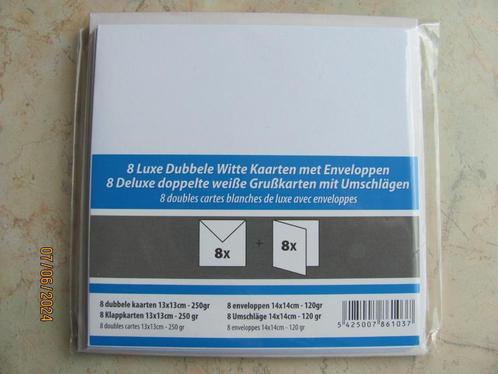 8 Luxe Dubbele Witte Kaarten met Enveloppen
8 Deluxe doppelte weiße Grußkarten mit Umschlägen
8 doubles cartes blanches de luxe avec enveloppes
8x + 8x
8 dubbele kaarten 13x13cm - 250gr
8 Klappkarten 13x13cm - 250 gr
8 doubles cartes 13x13cm - 250 gr
8 enveloppen 14x14cm - 120gr
8 Umschläge 14x14cm - 120 gr
8 enveloppes 14x14cm - 120 gr
5 425007 861037
07/06/2024